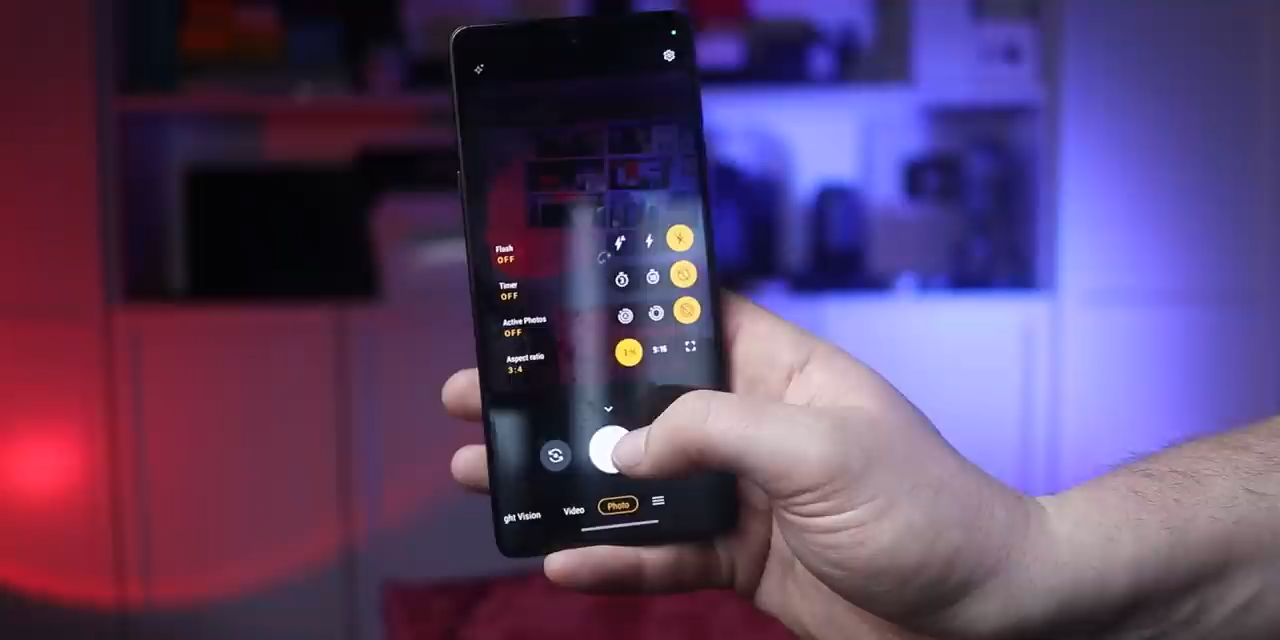 Flash
OFF
Timer
OFF
Active Photos
OFF
Aspect ratio
3:4
9:16
ght Vision Video Photo